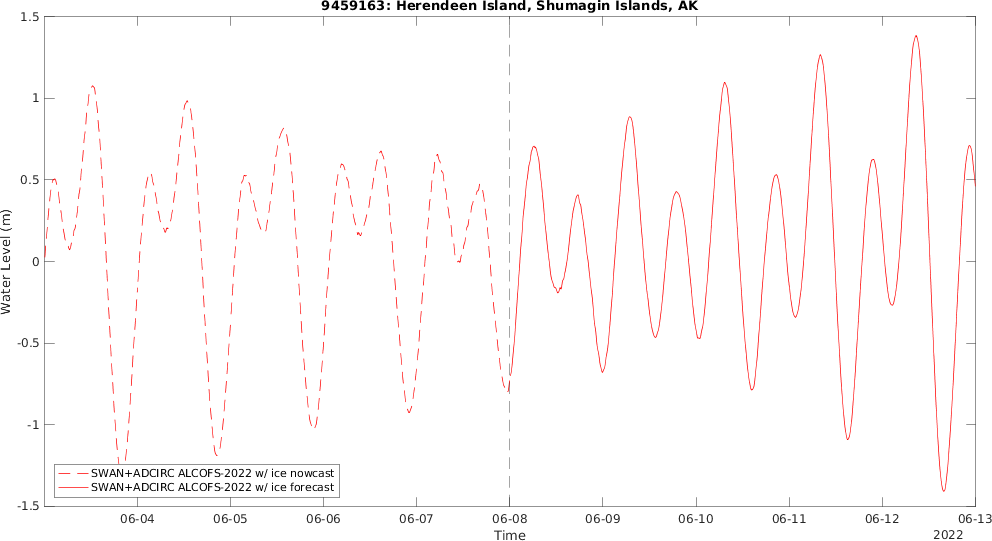 9459163: Herendeen Island, Shumagin Islands, AK
Water Level (m)
1.5
1
0.5
0
-0.5
-1
-1.5
SWAN+ADCIRC ALCOFS-2022 w/ ice nowcast
SWAN+ADCIRC ALCOFS-2022 w/ ice forecast
06-04 06-05 06-06 06-07 06-08 06-09 06-10 06-11 06-12 06-13
Time
2022